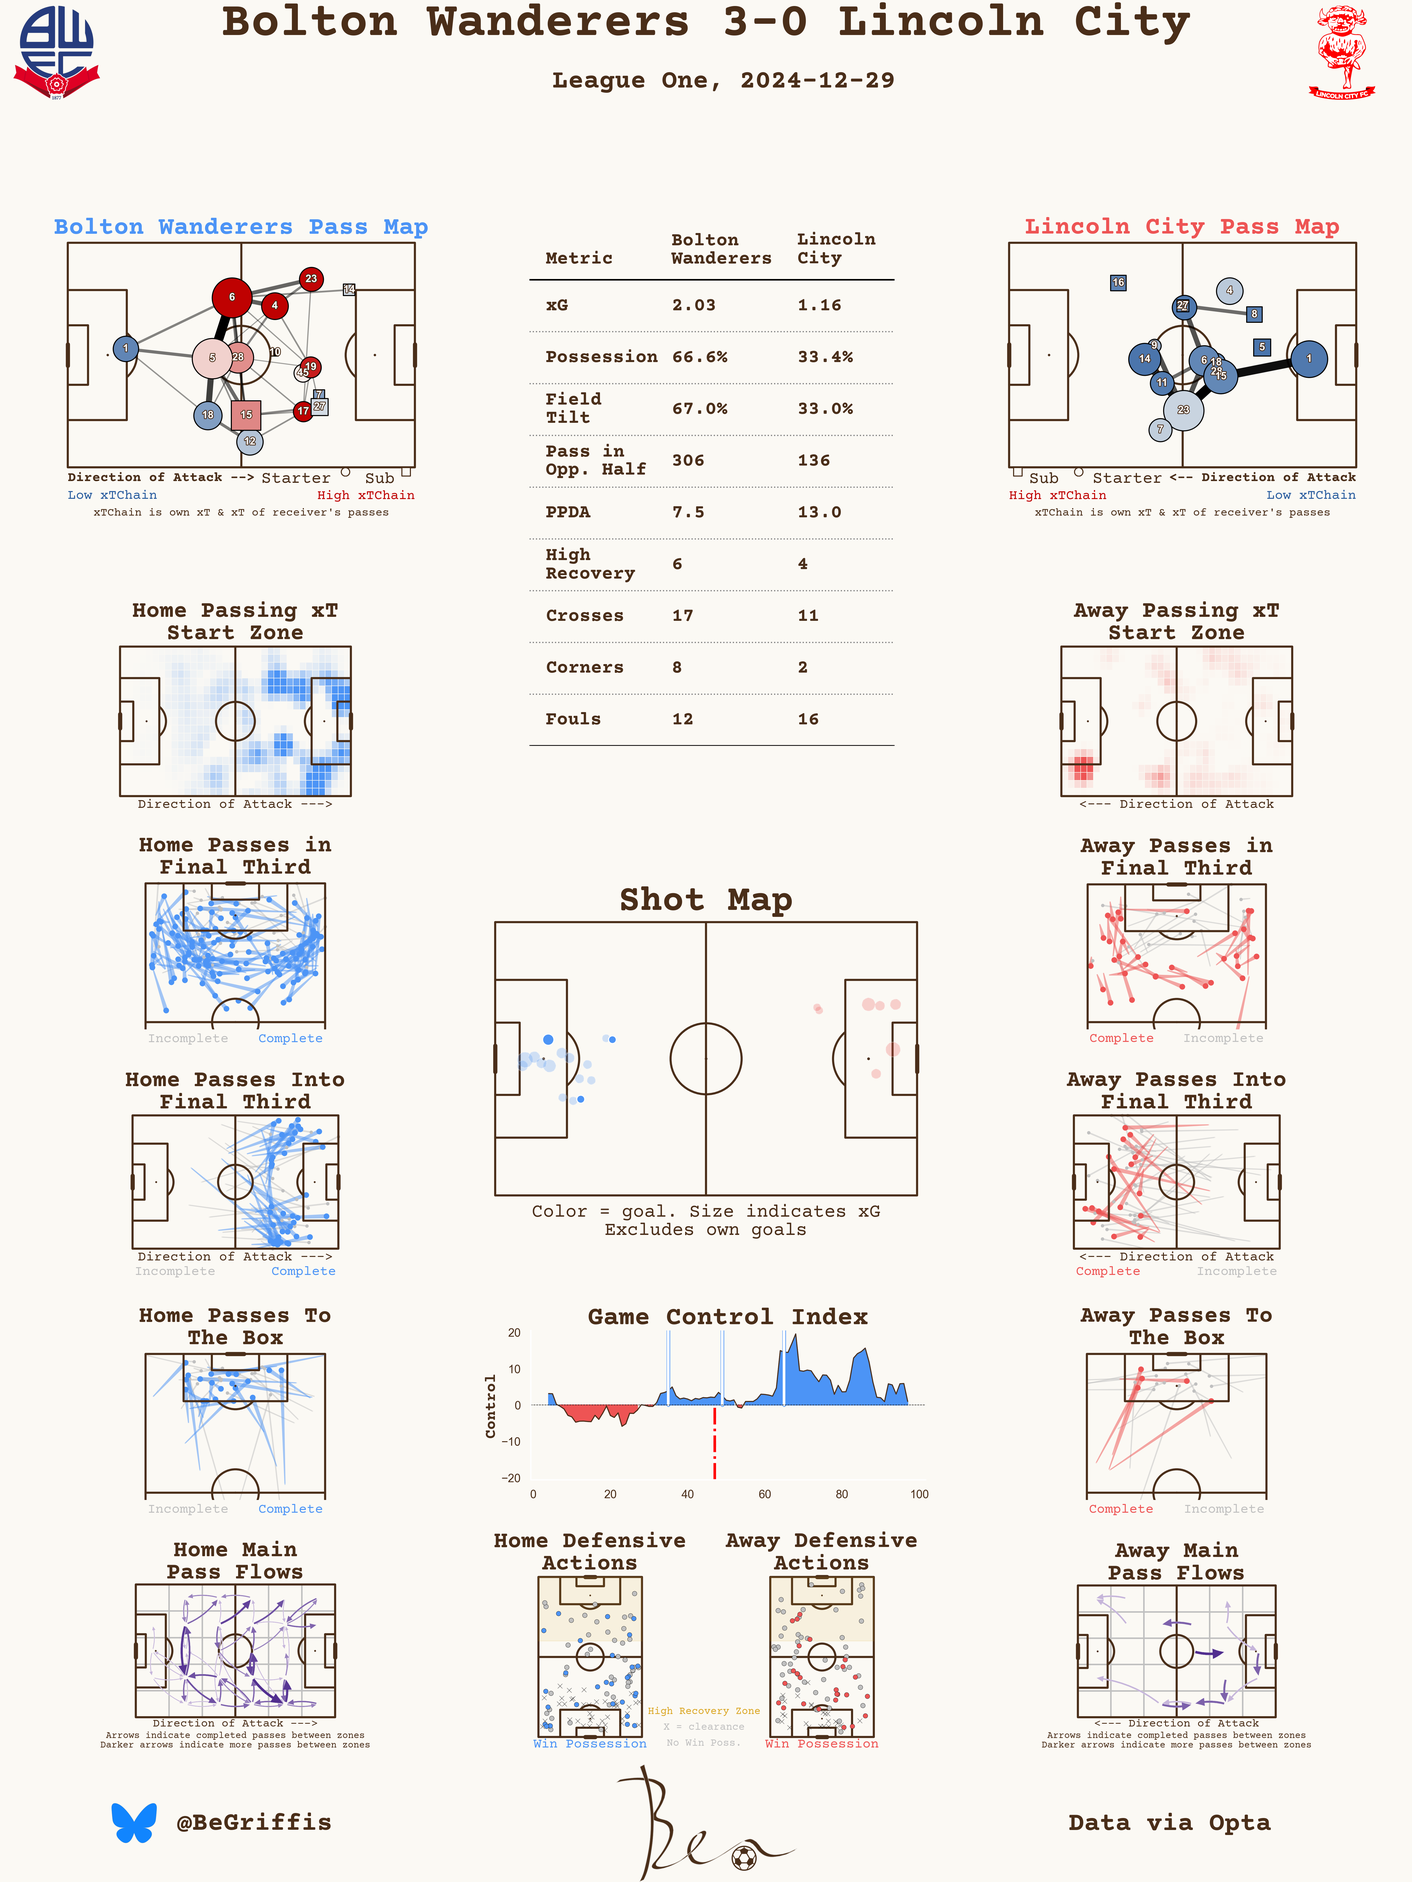 Bolton Wanderers 3-0 Lincoln City
League One, 2024-12-29
1877
LINCOLN CITY FC
Bolton Wanderers Pass Map
6
23
14
4
1
5
28
10
19
45
7
27
17
18
15
12
Direction of Attack --> Starter Sub
Low xTChain High xTChain
xTChain is own xT & xT of receiver's passes
Metric Bolton Wanderers Lincoln City
xG 2.03 1.16
Possession 66.6% 33.4%
Field Tilt 67.0% 33.0%
Pass in Opp. Half 306 136
PPDA 7.5 13.0
High Recovery 6 4
Crosses 17 11
Corners 8 2
Fouls 12 16
Lincoln City Pass Map
16
4
27
8
9
5
14
6
18
1
28
15
11
23
7
Sub Starter <-- Direction of Attack
High xTChain Low xTChain
xTChain is own xT & xT of receiver's passes
Home Passing xT
Start Zone
Direction of Attack --->
Away Passing xT
Start Zone
<--- Direction of Attack
Home Passes in
Final Third
Incomplete Complete
Away Passes in
Final Third
Complete Incomplete
Shot Map
Color = goal. Size indicates xG
Excludes own goals
Home Passes Into
Final Third
Direction of Attack --->
Incomplete Complete
Away Passes Into
Final Third
<--- Direction of Attack
Complete Incomplete
Home Passes To
The Box
Incomplete Complete
Game Control Index
Control
20
10
0
−10
−20
0 20 40 60 80 100
Away Passes To
The Box
Complete Incomplete
Home Main
Pass Flows
Direction of Attack --->
Arrows indicate completed passes between zones
Darker arrows indicate more passes between zones
Home Defensive
Actions
Win Possession
High Recovery Zone
X = clearance
No Win Poss.
Away Defensive
Actions
Win Possession
Away Main
Pass Flows
<--- Direction of Attack
Arrows indicate completed passes between zones
Darker arrows indicate more passes between zones
@BeGriffis
Ben
Data via Opta